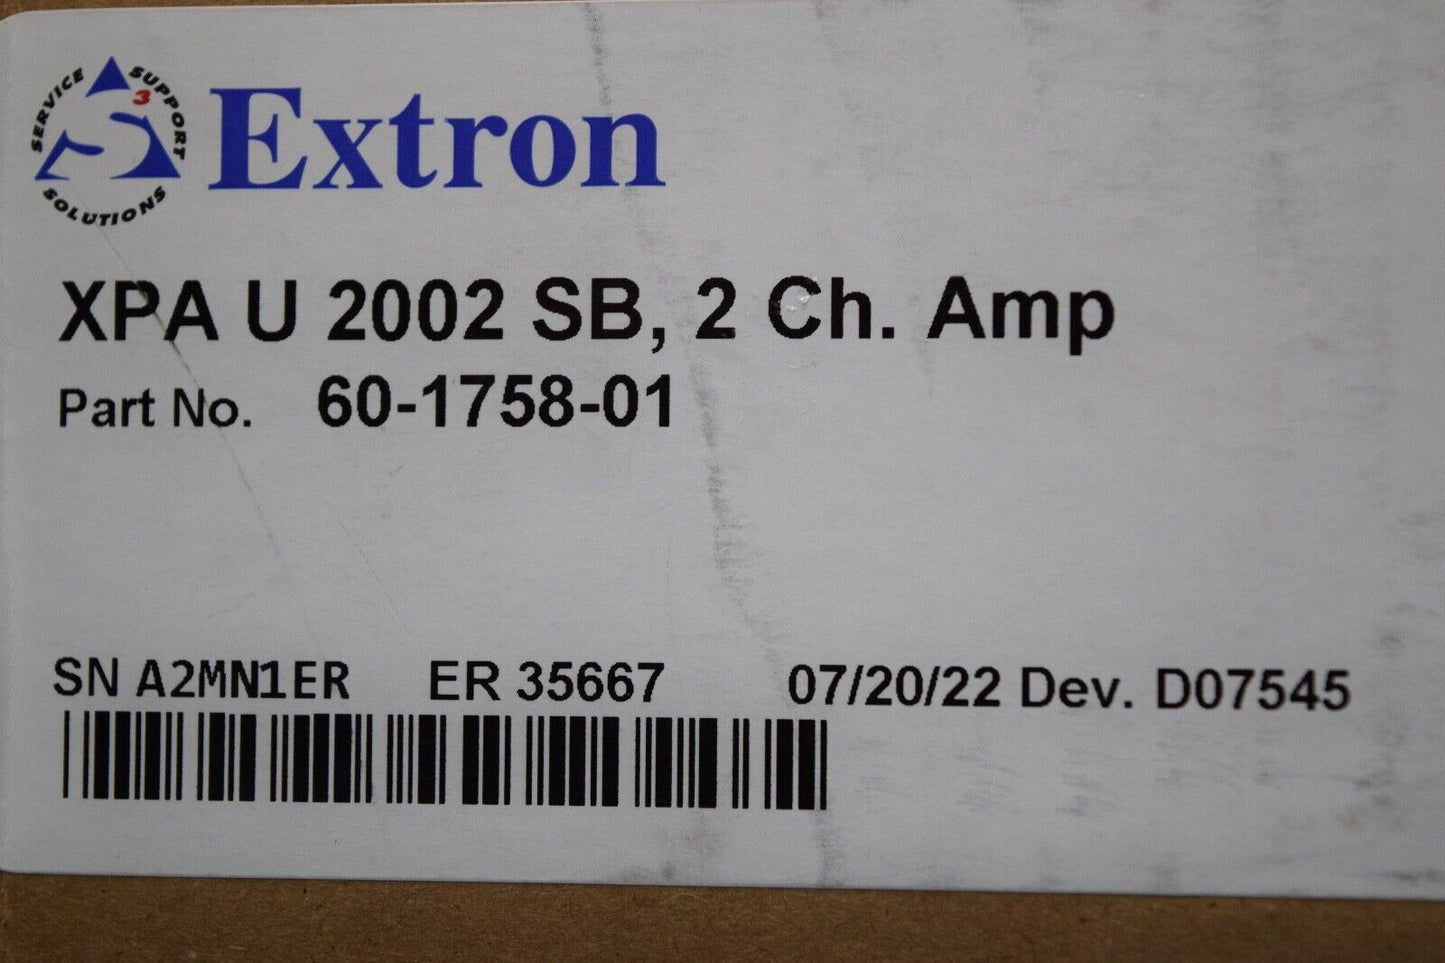 SERVICE SUPPORT SOLUTIONS
S3
Extron
XPA U 2002 SB, 2 Ch. Amp
Part No. 60-1758-01
SN A2MN1ER ER 35667 07/20/22 Dev. D07545